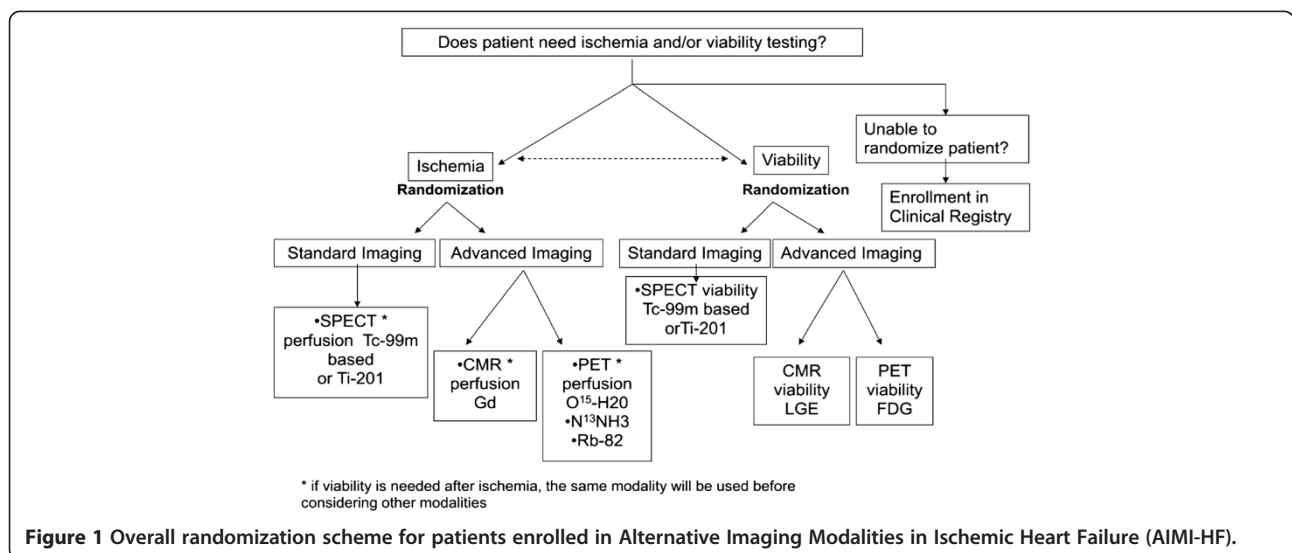 Does patient need ischemia and/or viability testing?
Unable to
randomize patient?
Enrollment in
Clinical Registry
Ischemia
Randomization
Viability
Randomization
Standard Imaging
Advanced Imaging
Standard Imaging
Advanced Imaging
•SPECT *
perfusion Tc-99m
based
or Ti-201
•CMR *
perfusion
Gd
•PET *
perfusion
O¹⁵-H20
•N¹³NH3
•Rb-82
•SPECT viability
Tc-99m based
orTi-201
CMR
viability
LGE
PET
viability
FDG
* if viability is needed after ischemia, the same modality will be used before
considering other modalities
Figure 1 Overall randomization scheme for patients enrolled in Alternative Imaging Modalities in Ischemic Heart Failure (AIMI-HF).